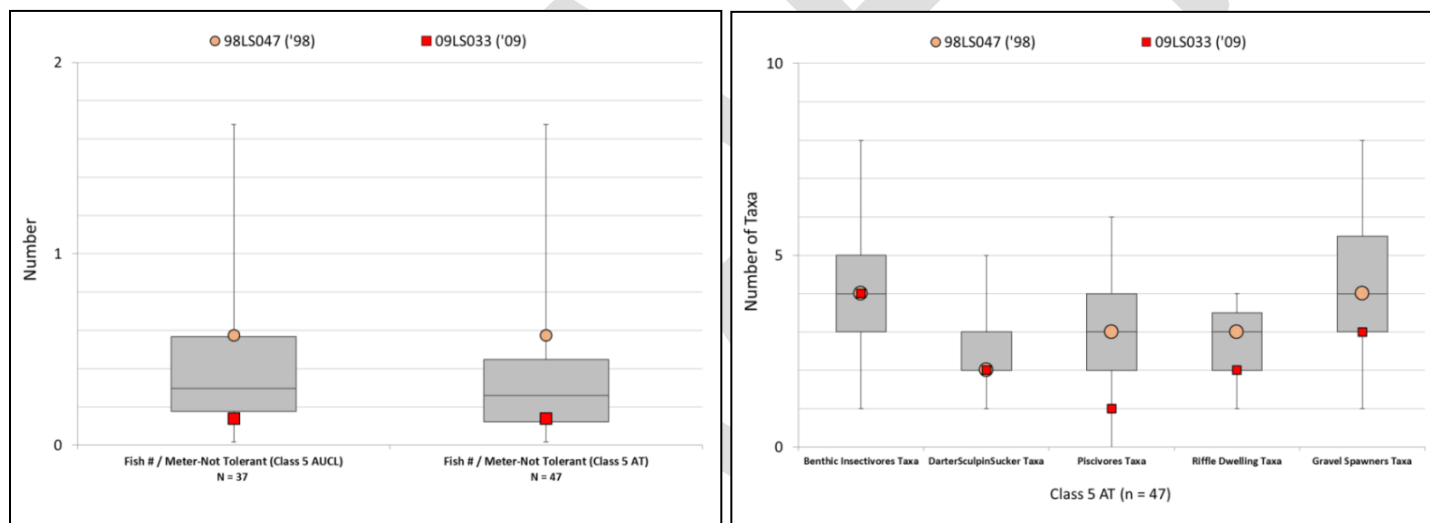 98LS047 ('98) 09LS033 ('09)
2
1
0
Number
Fish # / Meter-Not Tolerant (Class 5 AUCL)
N = 37
Fish # / Meter-Not Tolerant (Class 5 AT)
N = 47
98LS047 ('98) 09LS033 ('09)
10
5
0
Number of Taxa
Benthic Insectivores Taxa DarterSculpinSucker Taxa Piscivores Taxa Riffle Dwelling Taxa Gravel Spawners Taxa
Class 5 AT (n = 47)